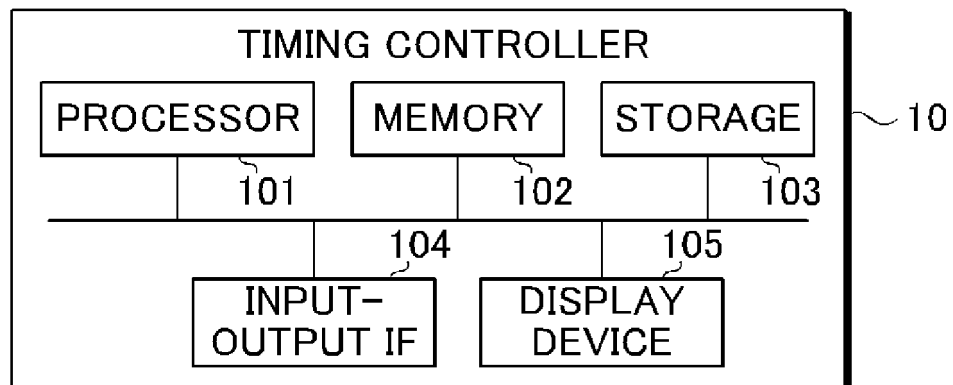 TIMING CONTROLLER
PROCESSOR
MEMORY
STORAGE
10
101
102
103
104
105
INPUT-
OUTPUT IF
DISPLAY
DEVICE